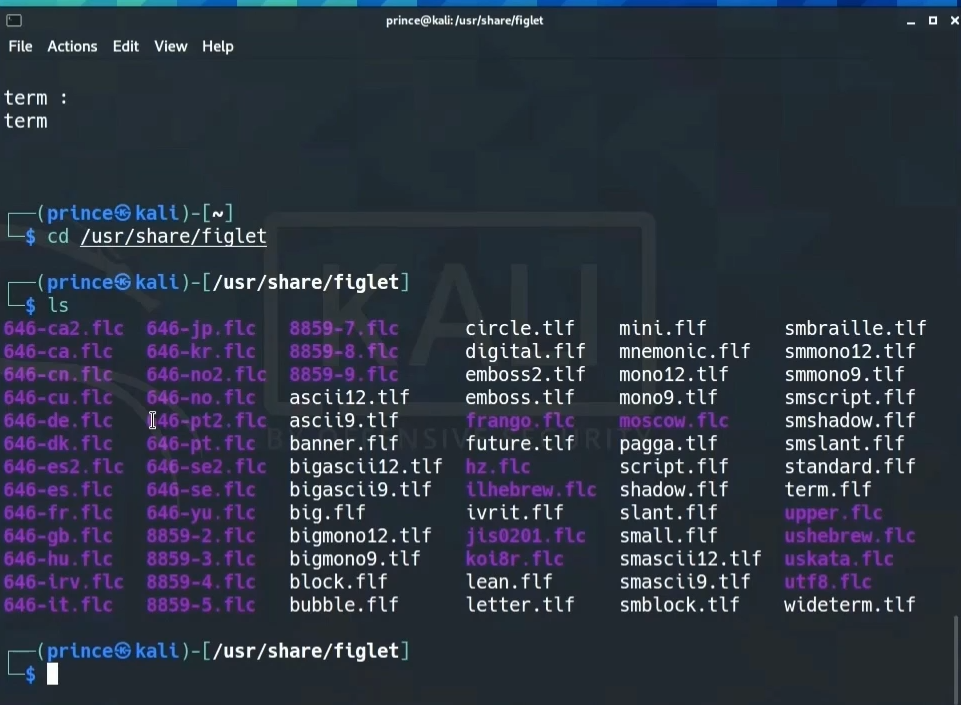 prince@kali: /usr/share/figlet
File Actions Edit View Help
term :
term
┌──(prince㉿kali)-[~]
└─$ cd /usr/share/figlet
┌──(prince㉿kali)-[/usr/share/figlet]
└─$ ls
646-ca2.flc 646-jp.flc 8859-7.flc circle.tlf mini.flf smbraille.tlf
646-ca.flc 646-kr.flc 8859-8.flc digital.flf mnemonic.flf smmono12.tlf
646-cn.flc 646-no2.flc 8859-9.flc emboss2.tlf mono12.tlf smmono9.tlf
646-cu.flc 646-no.flc ascii12.tlf emboss.tlf mono9.tlf smscript.flf
646-de.flc 646-pt2.flc ascii9.tlf frango.flc moscow.flc smshadow.flf
646-dk.flc 646-pt.flc banner.flf future.tlf pagga.tlf smslant.flf
646-es2.flc 646-se2.flc bigascii12.tlf hz.flc script.flf standard.flf
646-es.flc 646-se.flc bigascii9.tlf ilhebrew.flc shadow.flf term.flf
646-fr.flc 646-yu.flc big.flf ivrit.flf slant.flf upper.flc
646-gb.flc 8859-2.flc bigmono12.tlf jis0201.flc small.flf ushebrew.flc
646-hu.flc 8859-3.flc bigmono9.tlf koi8r.flc smascii12.tlf uskata.flc
646-irv.flc 8859-4.flc block.flf lean.flf smascii9.tlf utf8.flc
646-it.flc 8859-5.flc bubble.flf letter.tlf smblock.tlf wideterm.tlf
┌──(prince㉿kali)-[/usr/share/figlet]
└─$
KALI